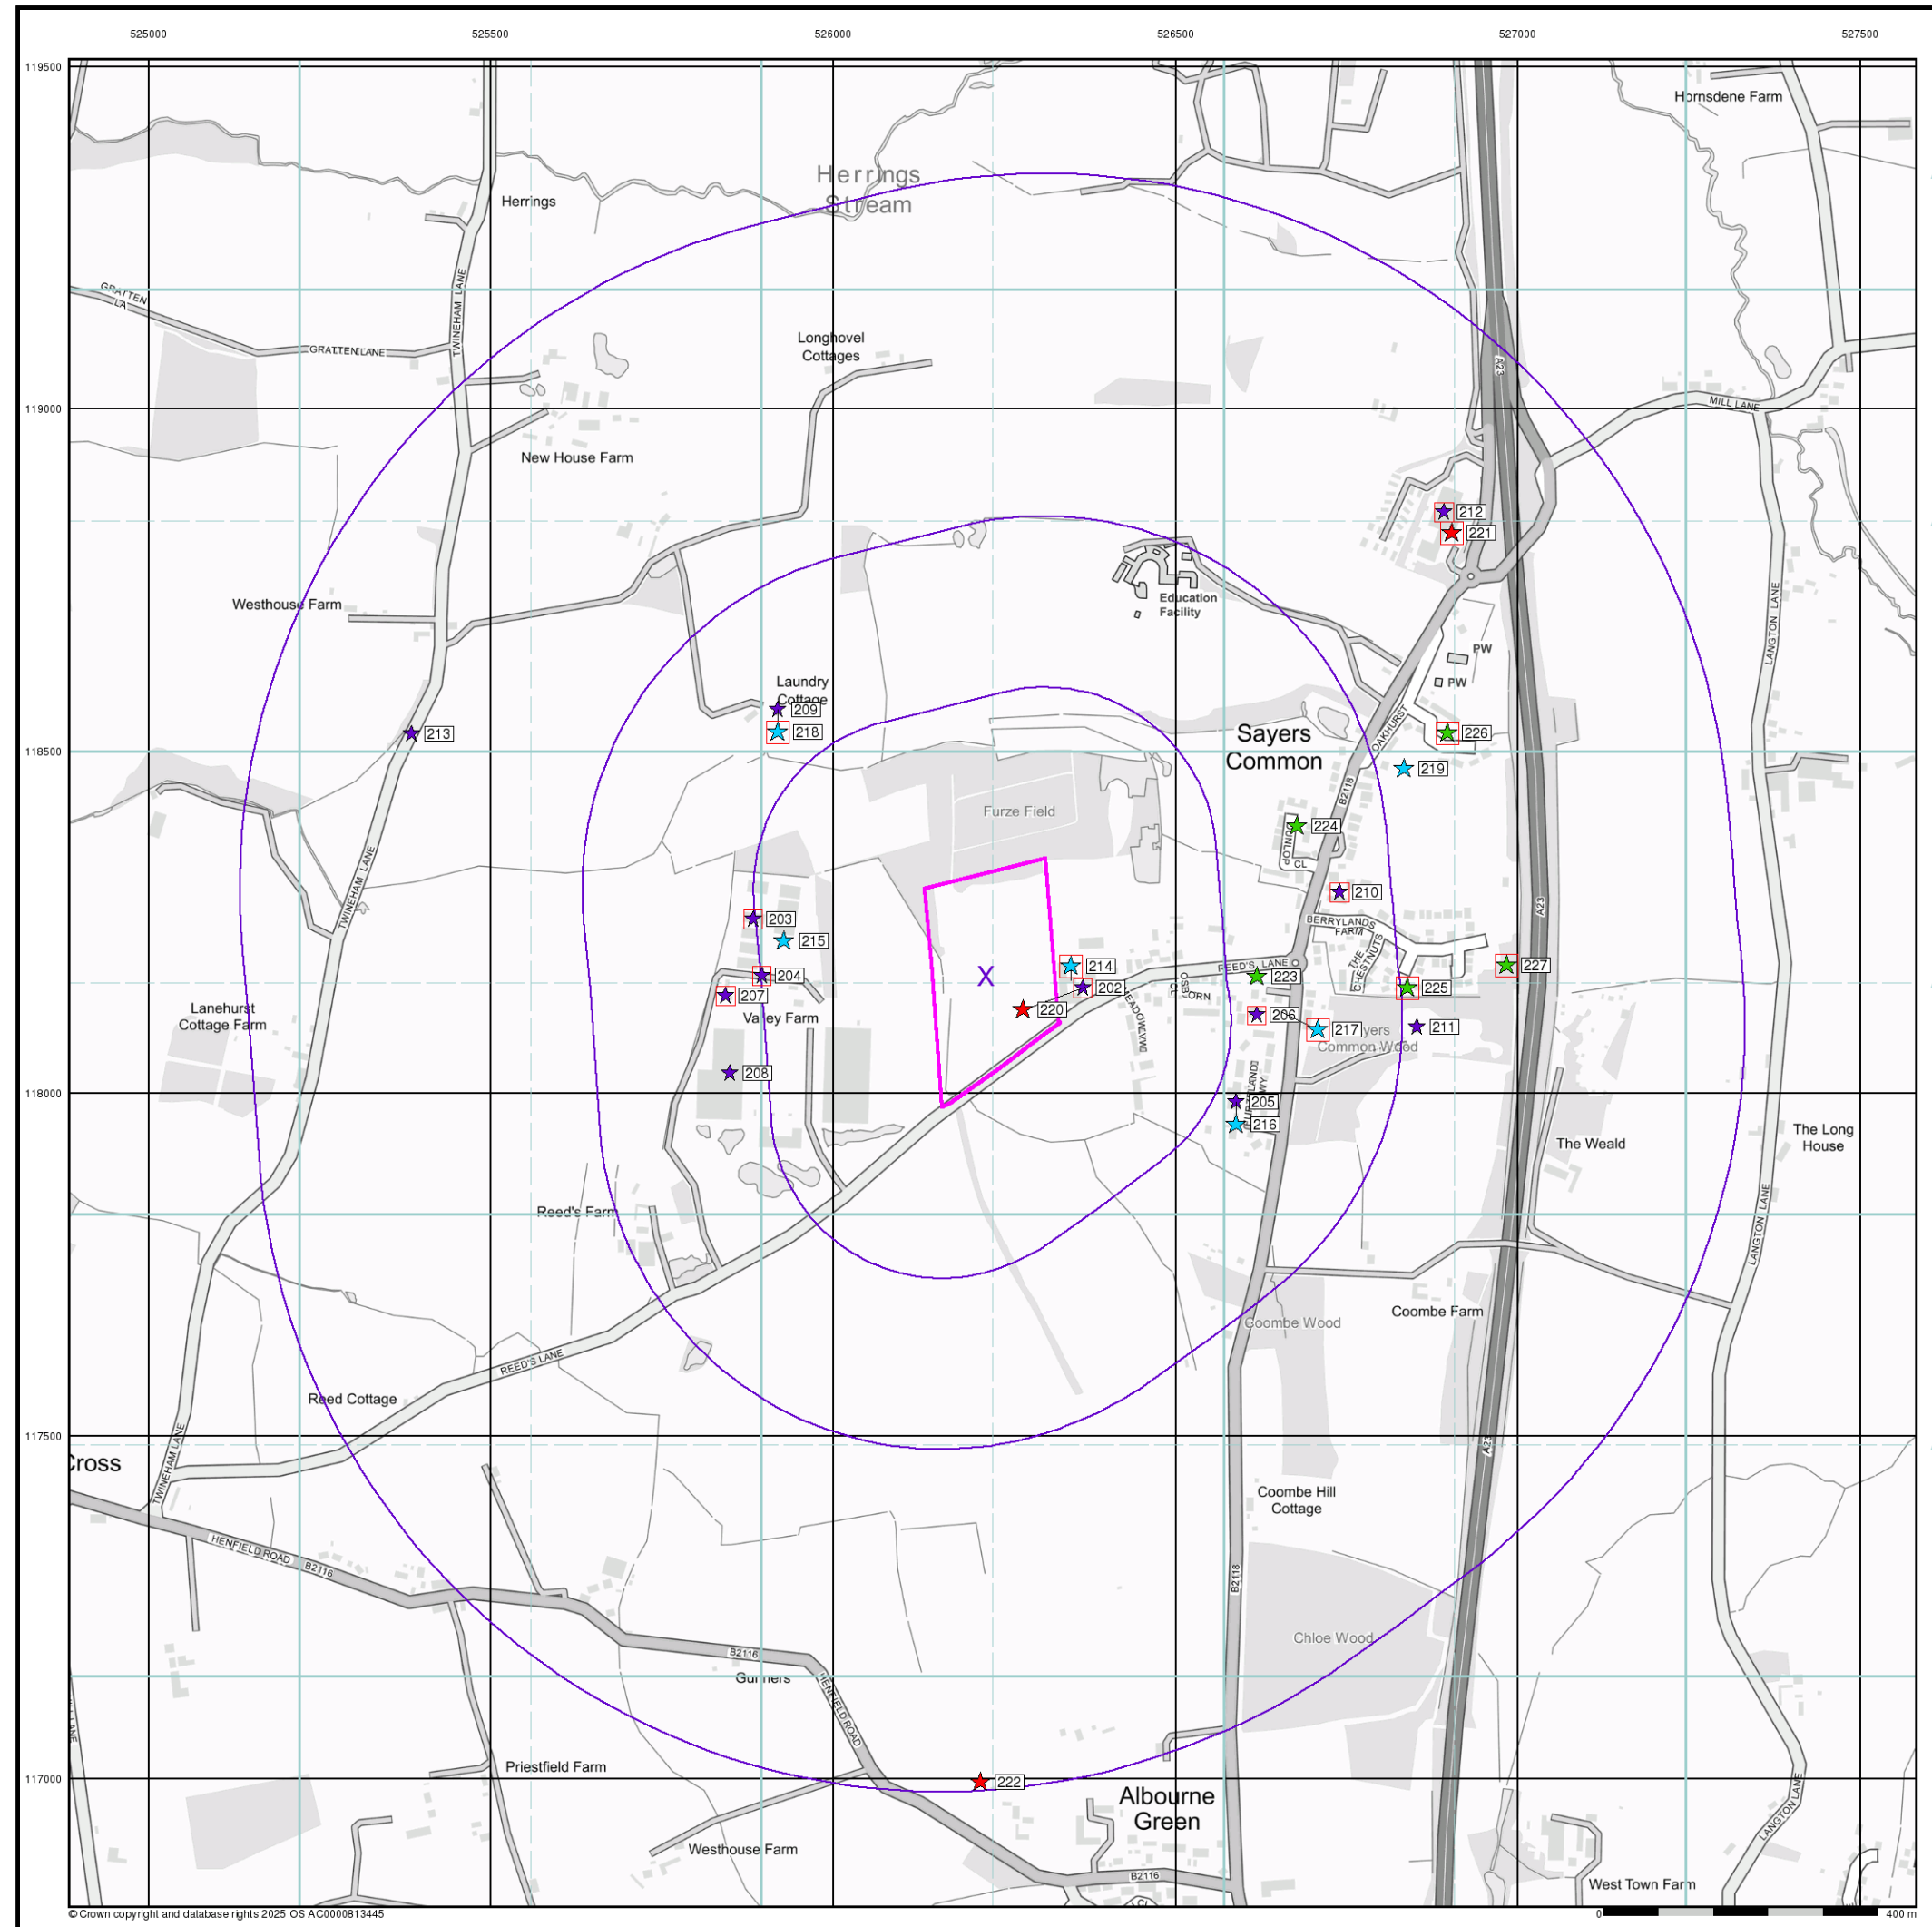 525000 525500 526000 526500 527000 527500
119500
Hornsdene Farm
Herrings
Stream
Herrings
TWINEHAM LANE
GRATTEN
LA
GRATTEN LANE
Longhovel
Cottages
A23
119000
MILL LANE
New House Farm
212
221
Westhouse Farm
Education
Facility
LANGTON LANE
PW
PW
Laundry
Cottage
209
218
213
OAKHURST
226
Sayers
Common
118500
219
B2118
Furze Field
224
DUNLOP
CL
TWINEHAM LANE
210
A23
203
BERRYLANDS
FARM
215
THE
CHESTNUTS
214
REED'S LANE
227
X
204
223
202
225
207
OSBORN
CL
MEADOWVIEW
Lanehurst
Cottage Farm
Valley Farm
220
206
217
211
Sayers
Common Wood
208
118000
205
216
The Weald
The Long
House
LANGTON LANE
Reed's Farm
Coombe Farm
Coombe Wood
REED'S LANE
Reed Cottage
117500
A23
Cross
TWINEHAM LANE
Coombe Hill
Cottage
HENFIELD ROAD B2116
B2118
Chloe Wood
B2116
Gunners
HENFIELD ROAD
Priestfield Farm
117000
222
Albourne
Green
LANGTON LANE
Westhouse Farm
B2116
West Town Farm
© Crown copyright and database rights 2025 OS AC0000813445
0 400 m